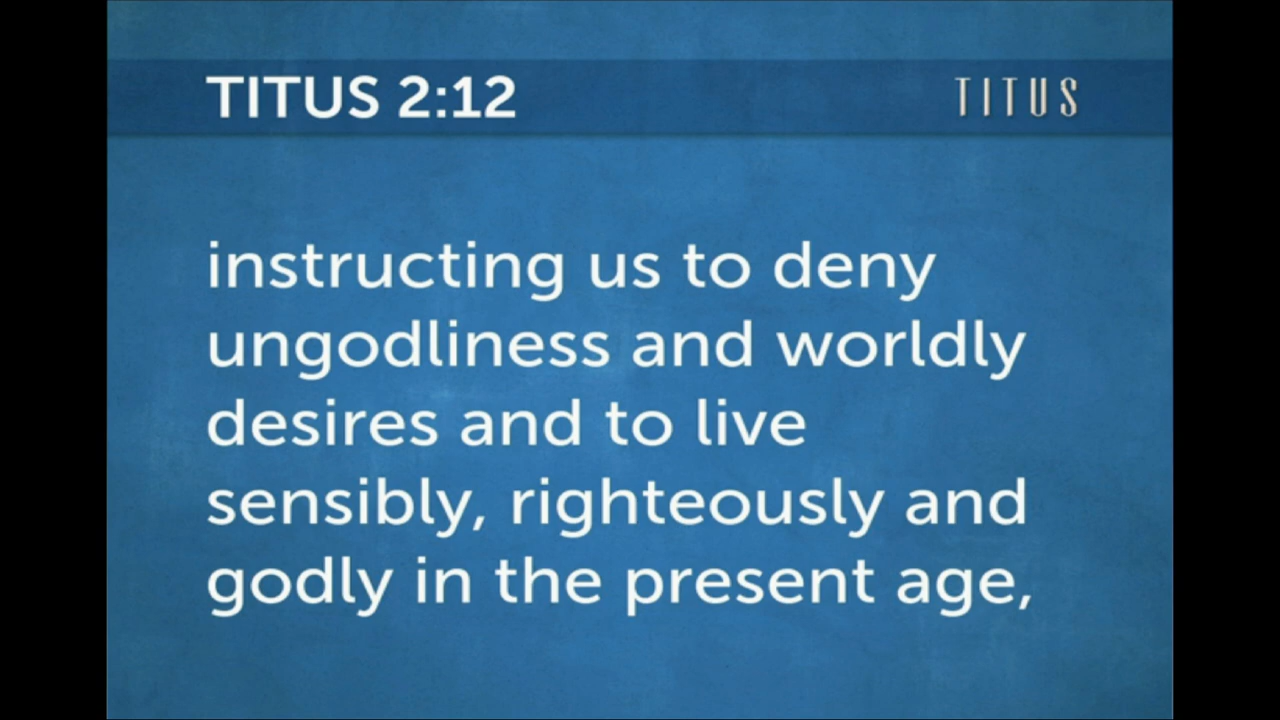 TITUS 2:12
TITUS
instructing us to deny
ungodliness and worldly
desires and to live
sensibly, righteously and
godly in the present age,